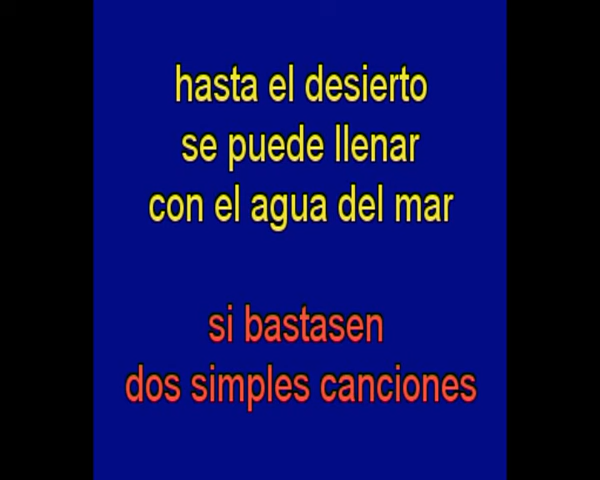 hasta el desierto
se puede llenar
con el agua del mar
si bastasen
dos simples canciones